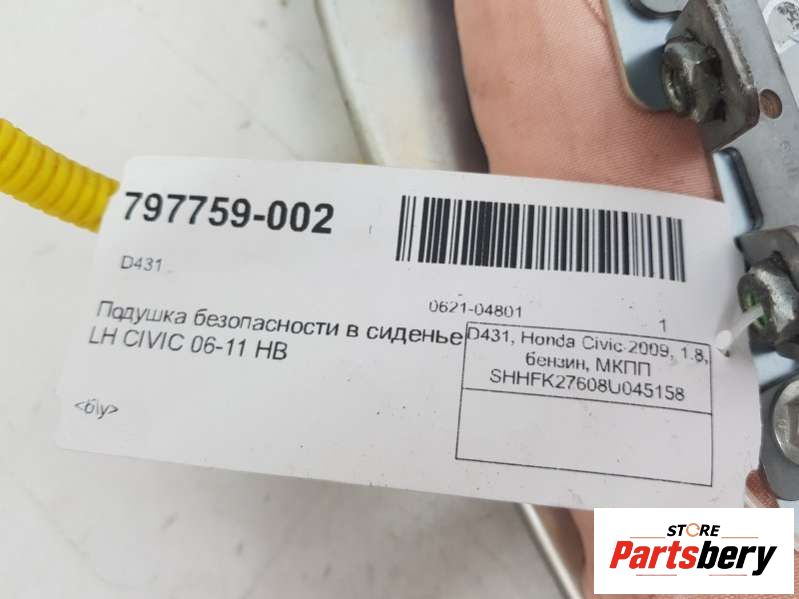 797759-002
D431
0621-04801 1
Подушка безопасности в сиденье
LH CIVIC 06-11 HB
D431, Honda Civic 2009, 1.8,
бензин, МКПП
SHHFK27608U045158
<б\у>
STORE
Partsbery